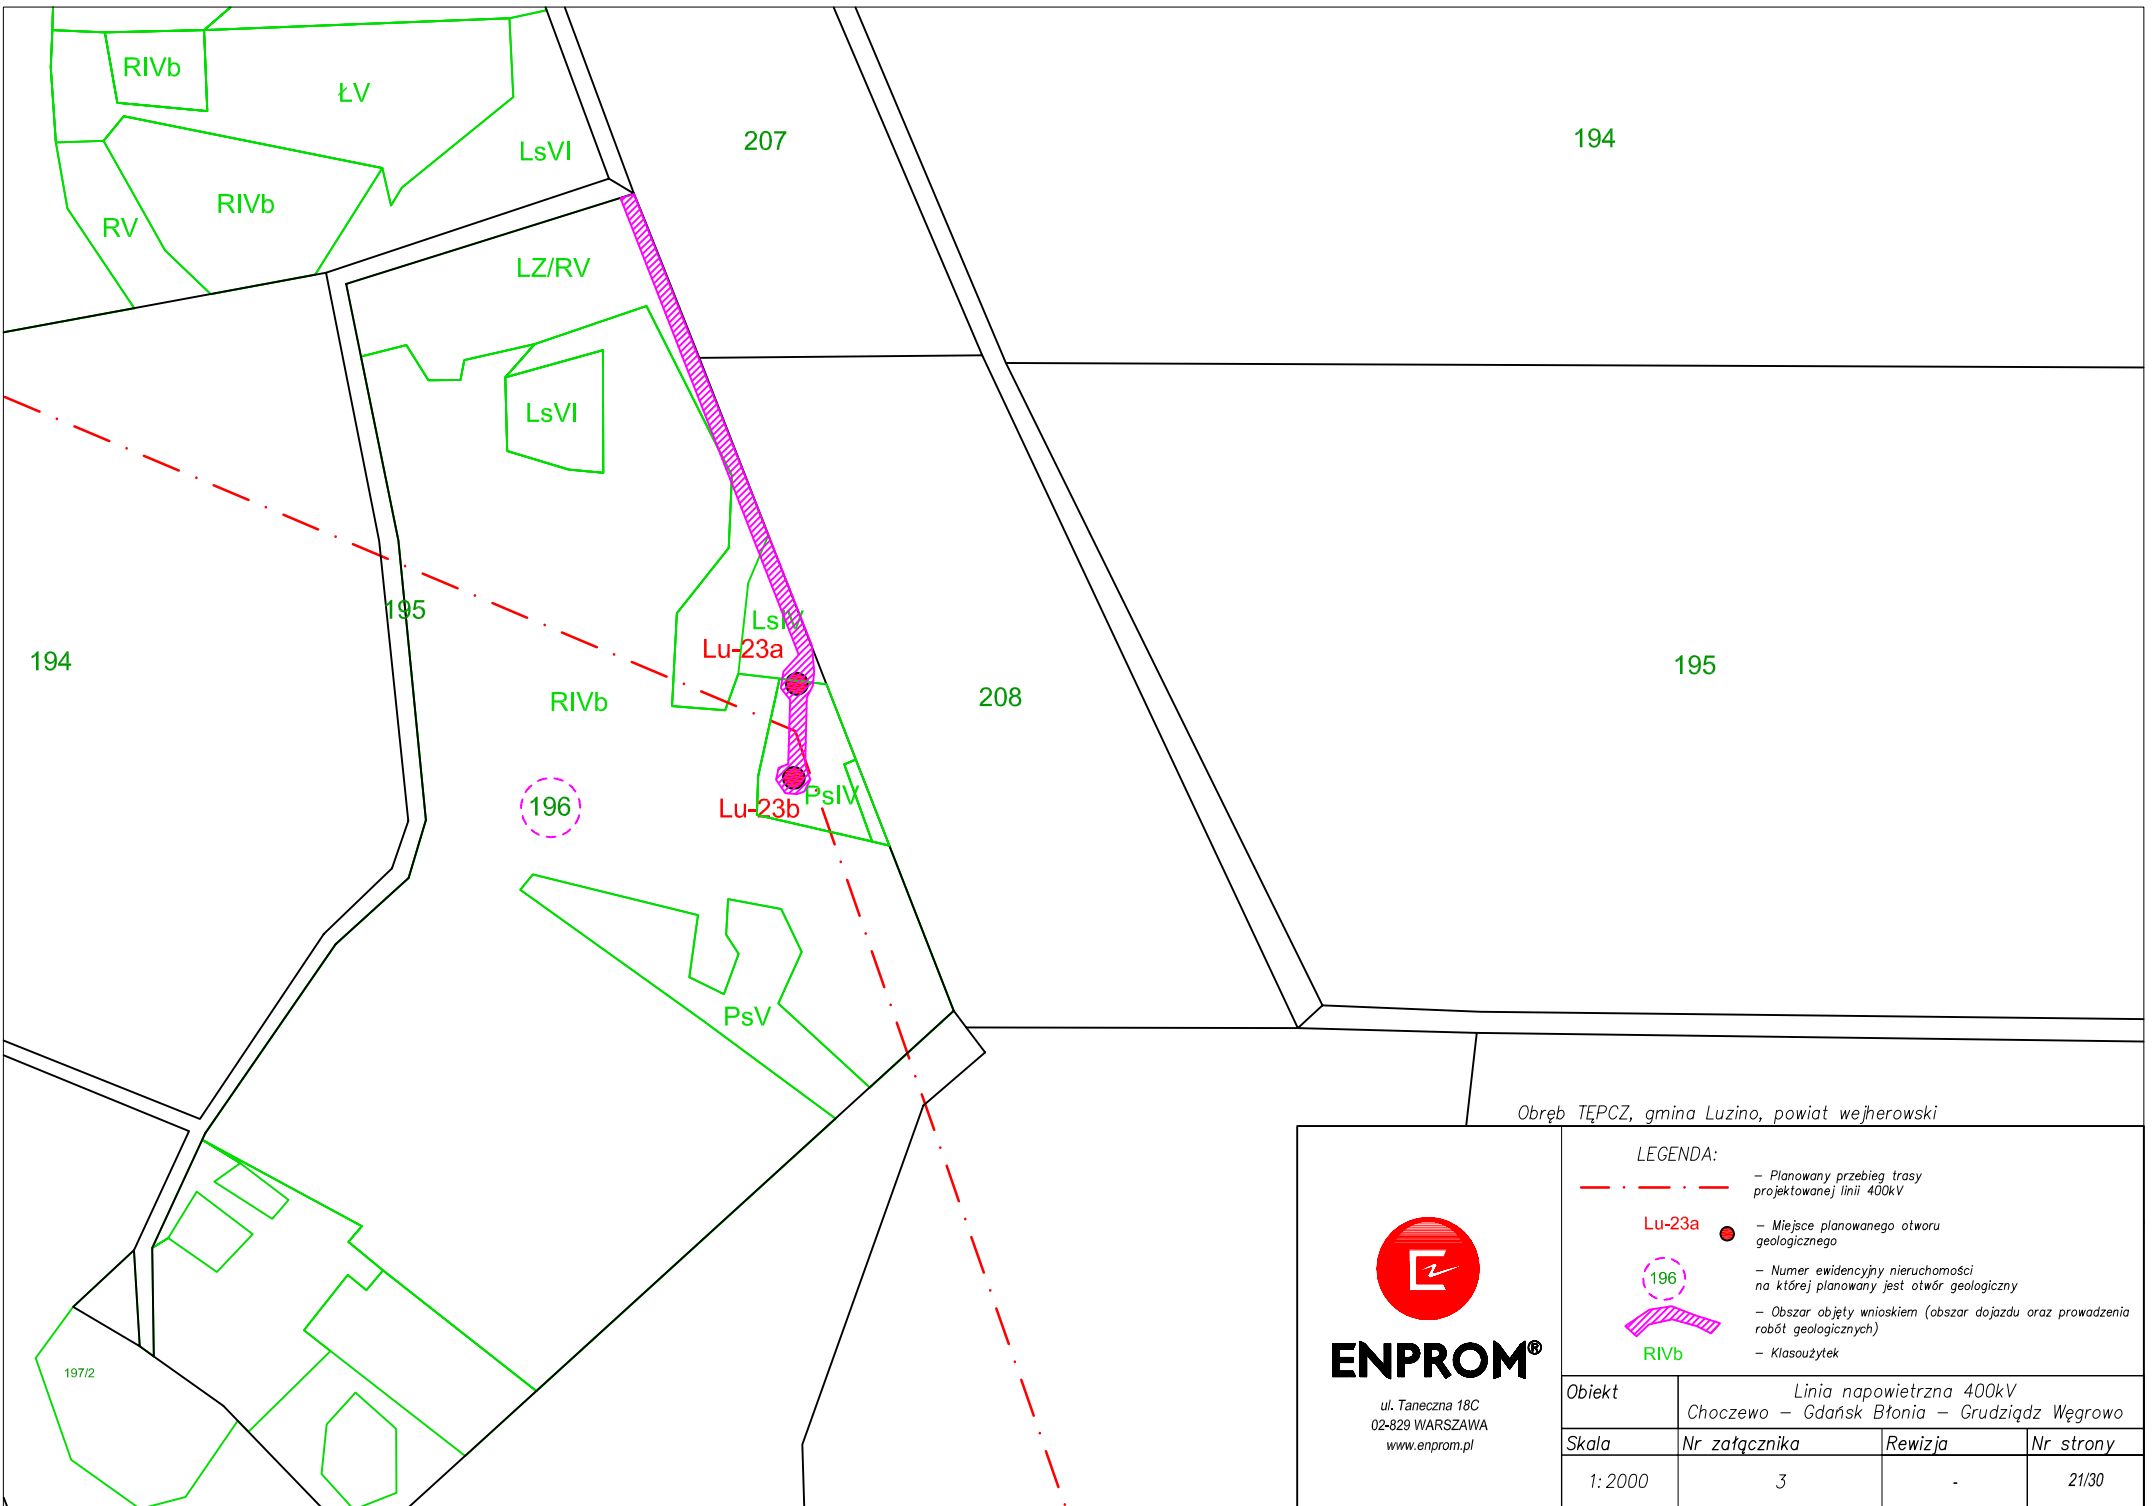 RIVb
ŁV
LsVI
207
194
RV
RIVb
LZ/RV
LsVI
195
194
LsIV
Lu-23a
RIVb
208
195
196
Lu-23b
PsIV
PsV
197/2
Obręb TĘPCZ, gmina Luzino, powiat wejherowski
LEGENDA:
– Planowany przebieg trasy
projektowanej linii 400kV
Lu-23a
– Miejsce planowanego otworu
geologicznego
196
– Numer ewidencyjny nieruchomości
na której planowany jest otwór geologiczny
– Obszar objęty wnioskiem (obszar dojazdu oraz prowadzenia
robót geologicznych)
RIVb
– Klasoużytek
ENPROM®
ul. Taneczna 18C
02-829 WARSZAWA
www.enprom.pl
Obiekt
Linia napowietrzna 400kV
Choczewo – Gdańsk Błonia – Grudziądz Węgrowo
Skala
Nr załącznika
Rewizja
Nr strony
1:2000
3
-
21/30